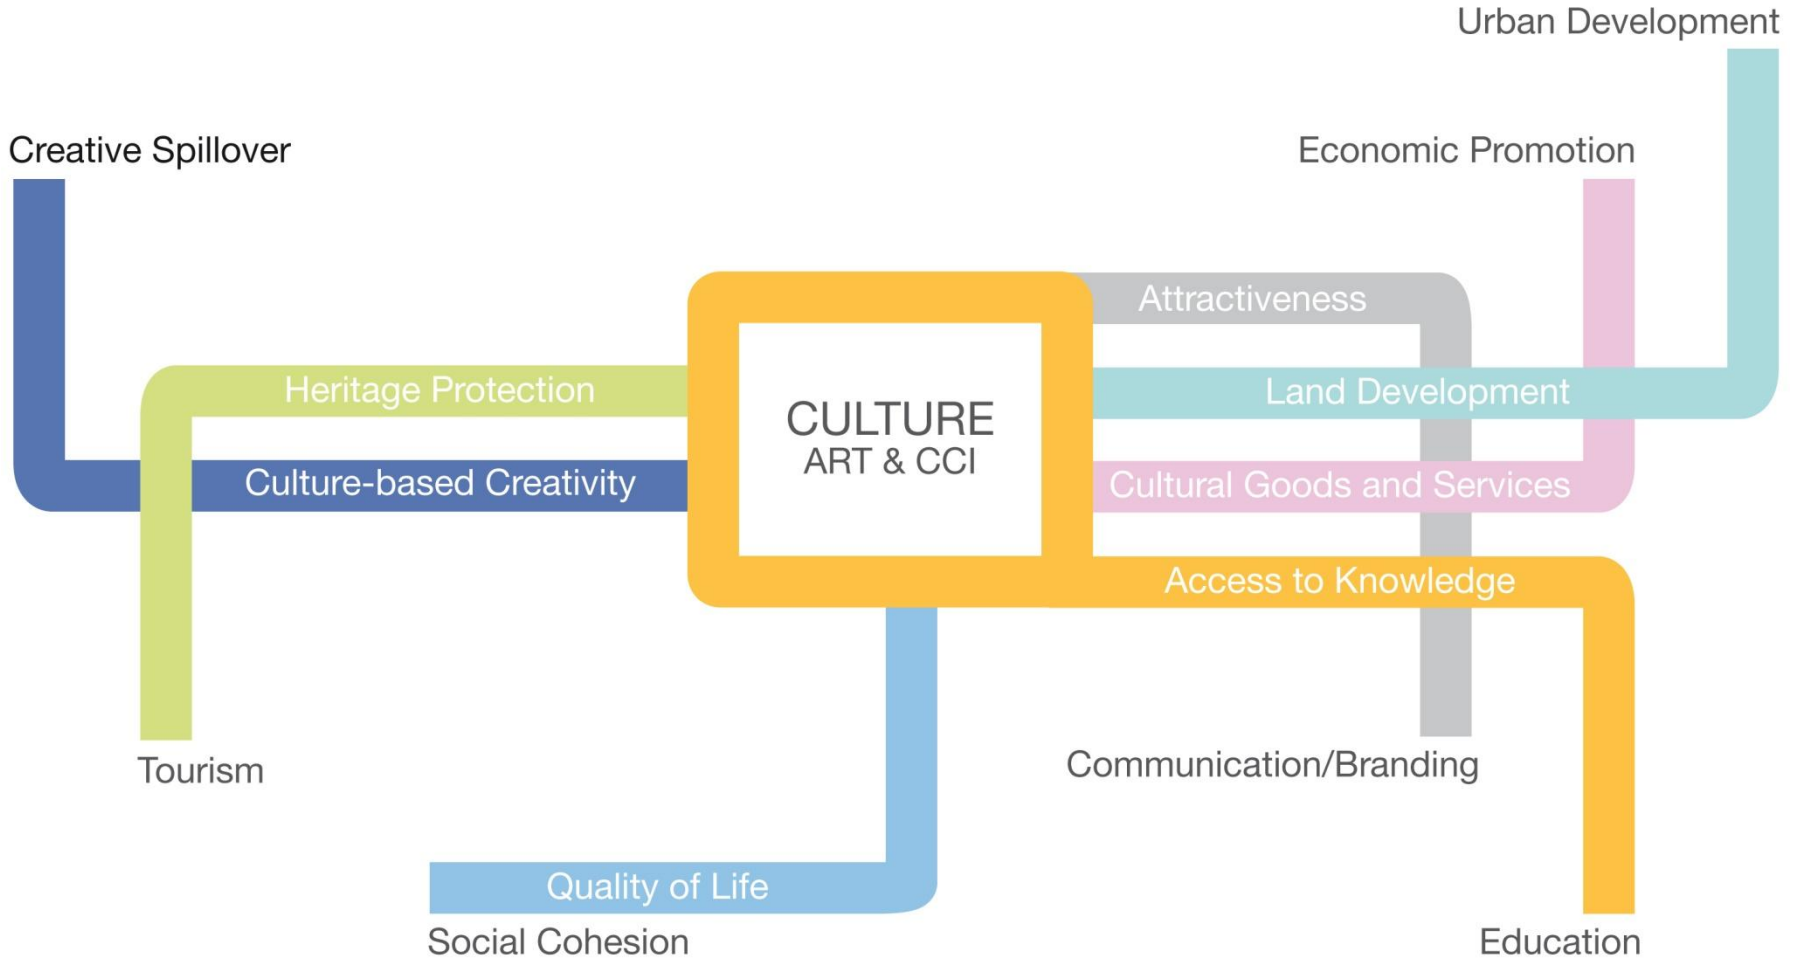 Urban Development
Creative Spillover
Economic Promotion
Attractiveness
Heritage Protection
Land Development
CULTURE
ART & CCI
Culture-based Creativity
Cultural Goods and Services
Access to Knowledge
Tourism
Communication/Branding
Quality of Life
Social Cohesion
Education